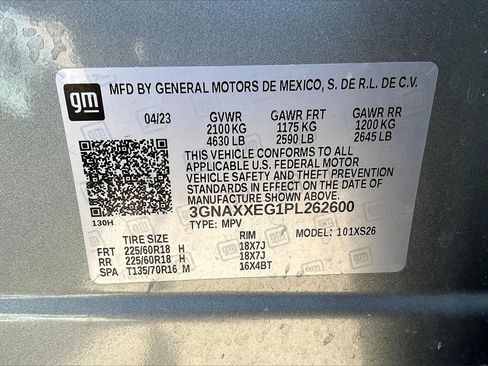 gm
MFD BY GENERAL MOTORS DE MEXICO, S. DE R.L. DE C.V.
04/23 GVWR GAWR FRT GAWR RR
2100 KG 1175 KG 1200 KG
4630 LB 2590 LB 2645 LB
THIS VEHICLE CONFORMS TO ALL
APPLICABLE U.S. FEDERAL MOTOR
VEHICLE SAFETY AND THEFT PREVENTION
STANDARDS IN EFFECT ON THE DATE OF
MANUFACTURE SHOWN ABOVE.
3GNAXXEG1PL262600
130H
TYPE: MPV MODEL: 101XS26
TIRE SIZE RIM
FRT 225/60R18 H 18X7J
RR 225/60R18 H 18X7J
SPA T135/70R16 M 16X4BT